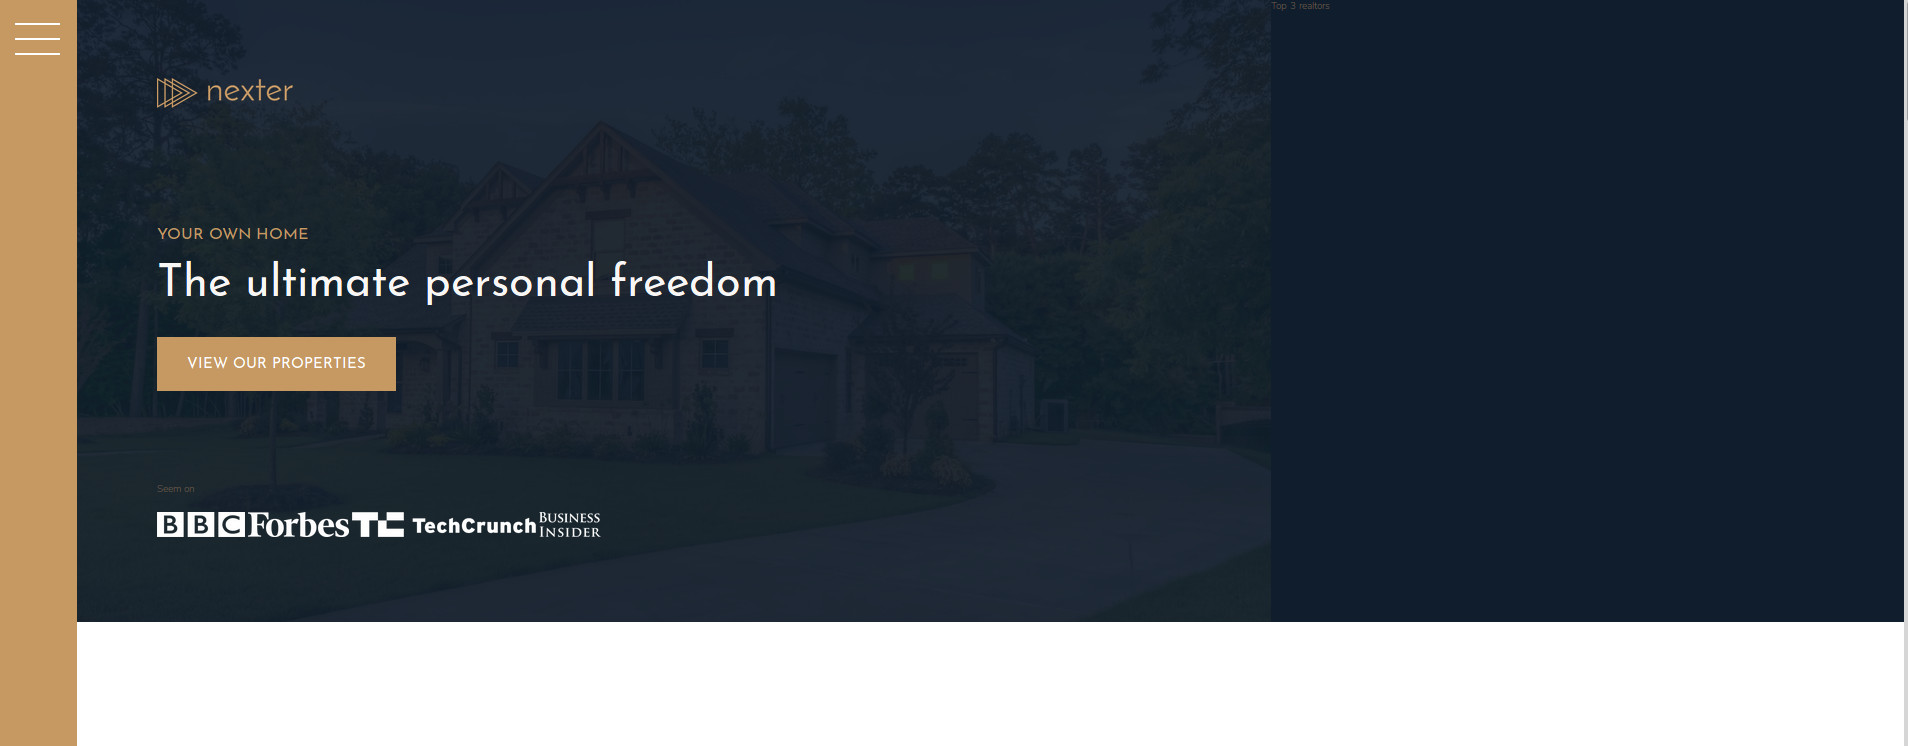 Top 3 realtors
nexter
YOUR OWN HOME
The ultimate personal freedom
VIEW OUR PROPERTIES
Seem on
BBC Forbes TC TechCrunch BUSINESS
INSIDER